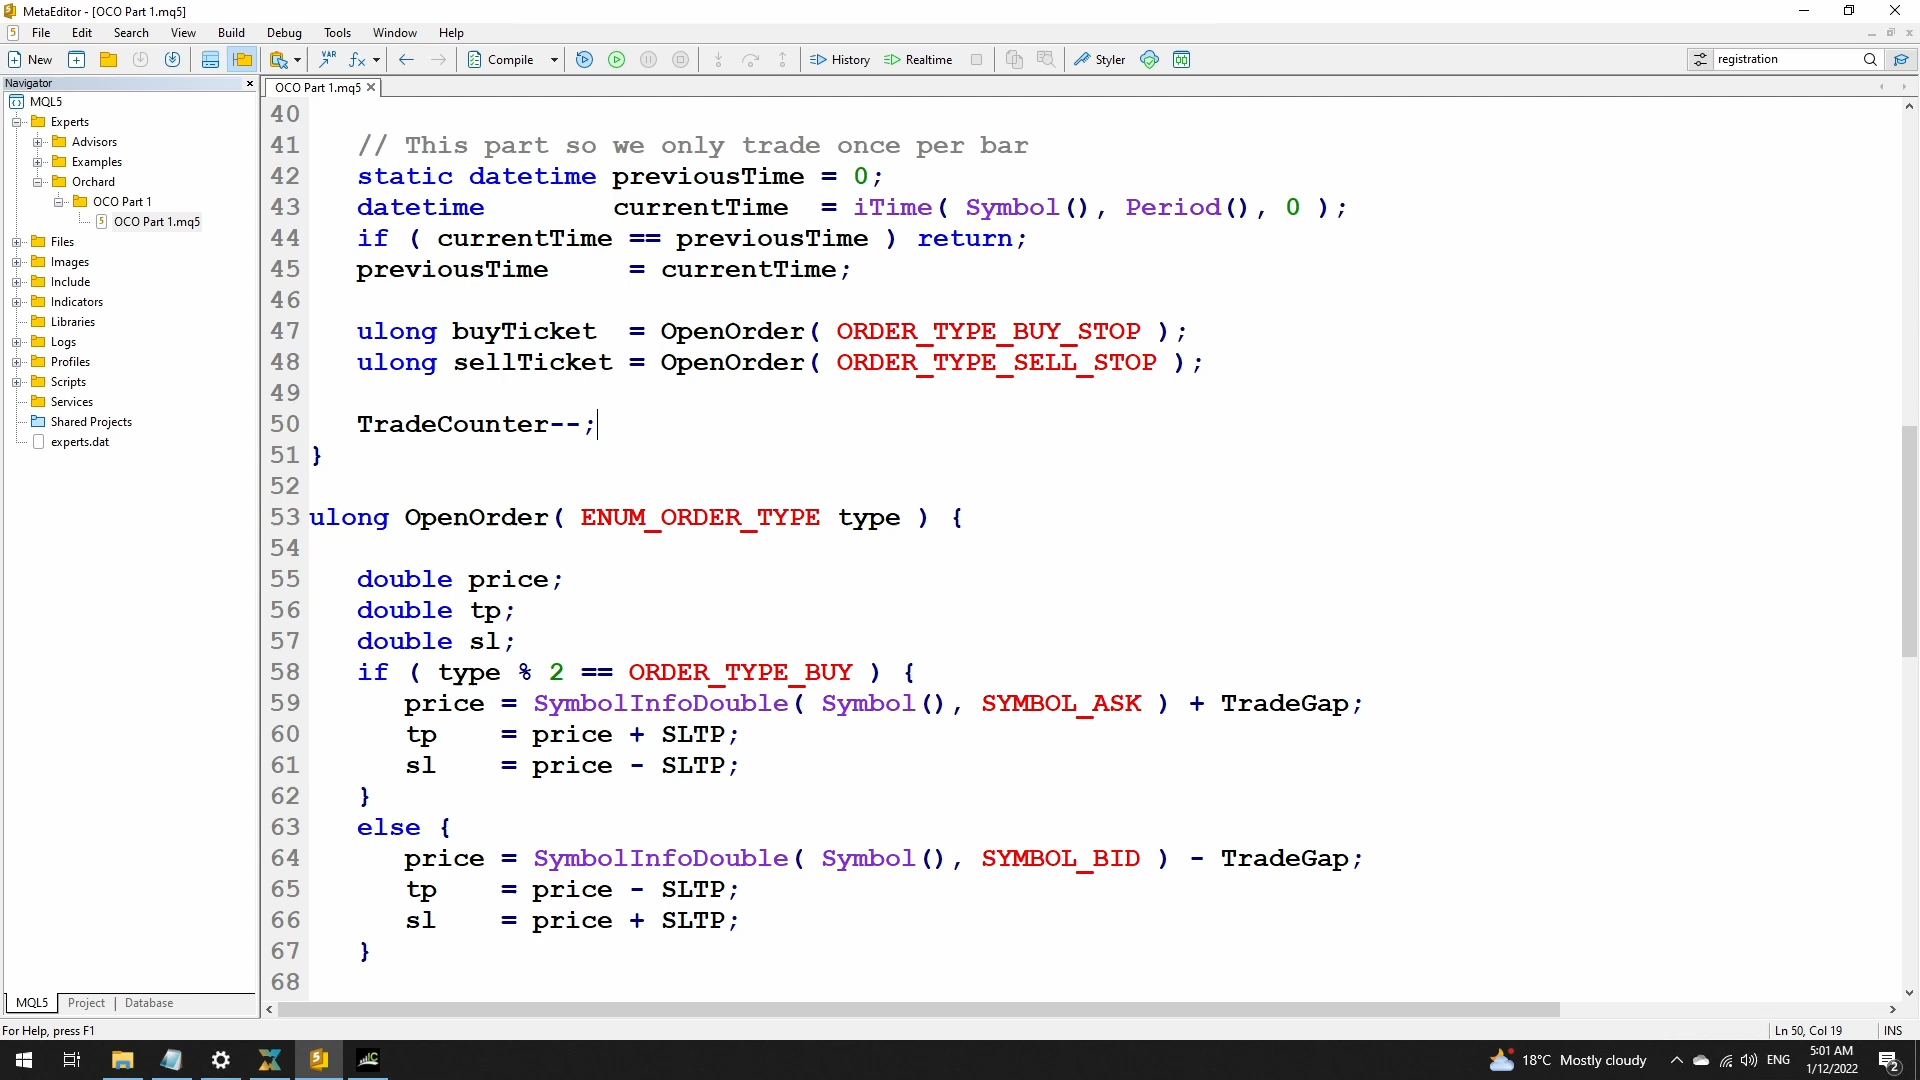 MetaEditor - [OCO Part 1.mq5]
File Edit Search View Build Debug Tools Window Help
New Compile History Realtime Styler registration
Navigator
MQL5
Experts
Advisors
Examples
Orchard
OCO Part 1
OCO Part 1.mq5
Files
Images
Include
Indicators
Libraries
Logs
Profiles
Scripts
Services
Shared Projects
experts.dat
MQL5 Project | Database
OCO Part 1.mq5
40
41 // This part so we only trade once per bar
42 static datetime previousTime = 0;
43 datetime currentTime = iTime( Symbol(), Period(), 0 );
44 if ( currentTime == previousTime ) return;
45 previousTime = currentTime;
46
47 ulong buyTicket = OpenOrder( ORDER_TYPE_BUY_STOP );
48 ulong sellTicket = OpenOrder( ORDER_TYPE_SELL_STOP );
49
50 TradeCounter--;
51 }
52
53 ulong OpenOrder( ENUM_ORDER_TYPE type ) {
54
55 double price;
56 double tp;
57 double sl;
58 if ( type % 2 == ORDER_TYPE_BUY ) {
59 price = SymbolInfoDouble( Symbol(), SYMBOL_ASK ) + TradeGap;
60 tp = price + SLTP;
61 sl = price - SLTP;
62 }
63 else {
64 price = SymbolInfoDouble( Symbol(), SYMBOL_BID ) - TradeGap;
65 tp = price - SLTP;
66 sl = price + SLTP;
67 }
68
For Help, press F1
Ln 50, Col 19 INS
18°C Mostly cloudy ENG
5:01 AM
1/12/2022
2